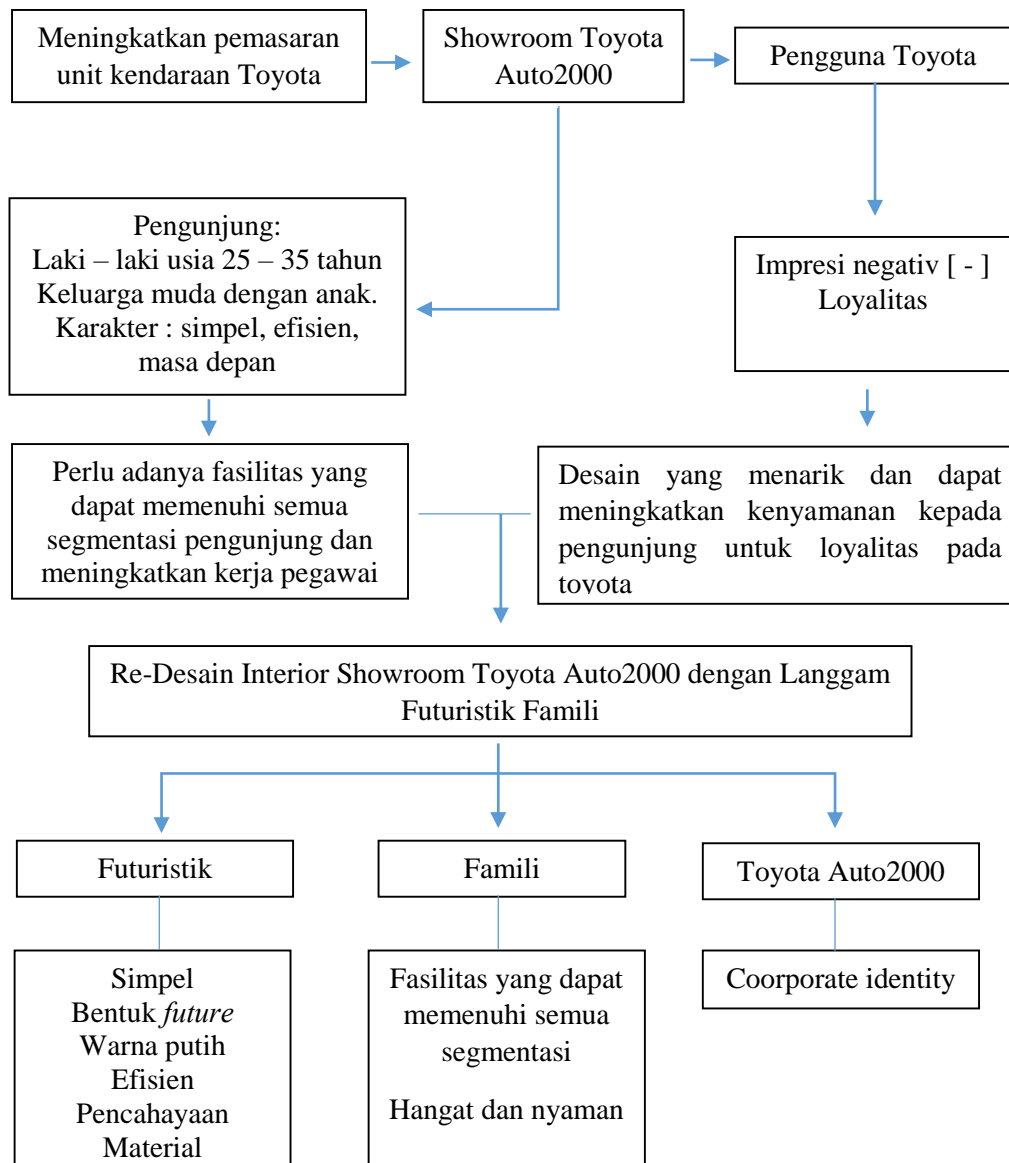 Meningkatkan pemasaran
unit kendaraan Toyota
Showroom Toyota
Auto2000
Pengguna Toyota
Pengunjung:
Laki – laki usia 25 – 35 tahun
Keluarga muda dengan anak.
Karakter : simpel, efisien,
masa depan
Impresi negativ [ - ]
Loyalitas
Perlu adanya fasilitas yang
dapat memenuhi semua
segmentasi pengunjung dan
meningkatkan kerja pegawai
Desain yang menarik dan dapat
meningkatkan kenyamanan kepada
pengunjung untuk loyalitas pada
toyota
Re-Desain Interior Showroom Toyota Auto2000 dengan Langgam
Futuristik Famili
Futuristik
Famili
Toyota Auto2000
Simpel
Bentuk future
Warna putih
Efisien
Pencahayaan
Material
Fasilitas yang dapat
memenuhi semua
segmentasi
Hangat dan nyaman
Coorporate identity